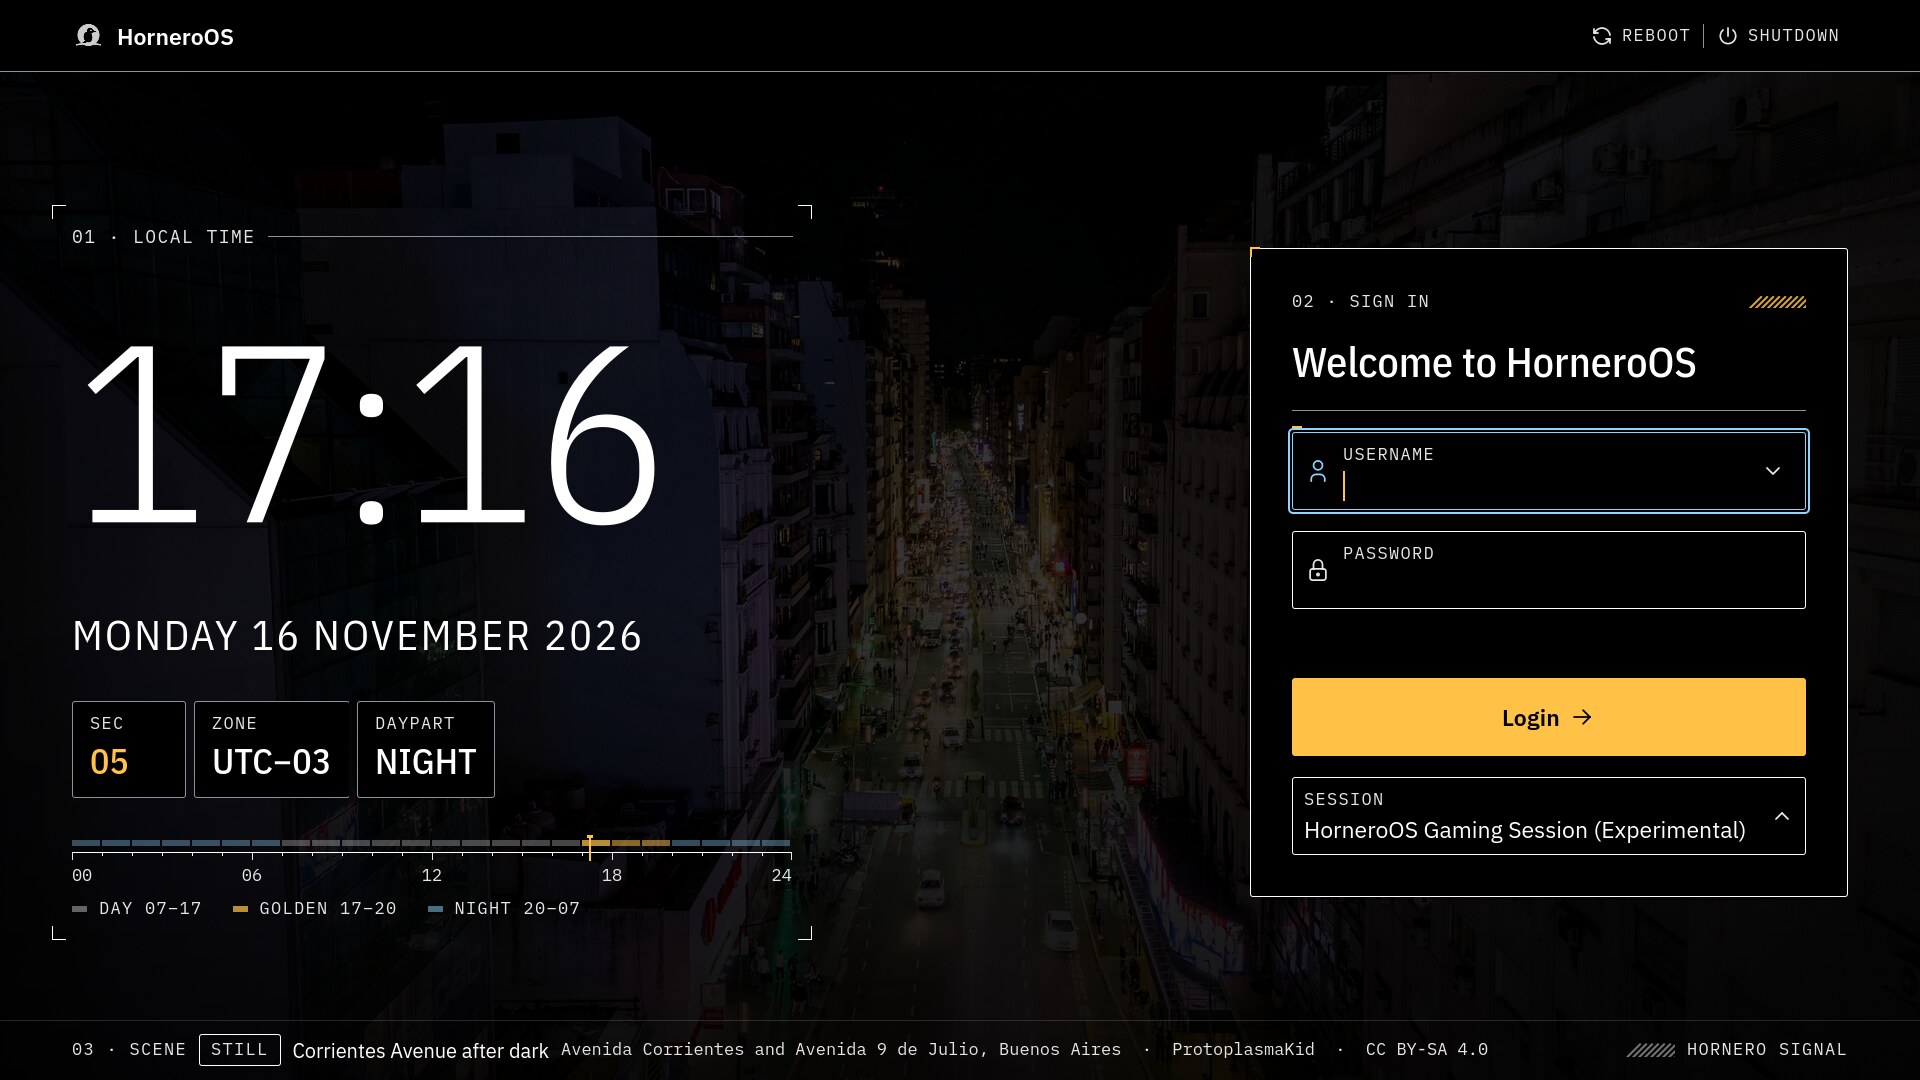 HorneroOS
REBOOT
SHUTDOWN
01 · LOCAL TIME
17:16
MONDAY 16 NOVEMBER 2026
SEC
05
ZONE
UTC−03
DAYPART
NIGHT
00 06 12 18 24
DAY 07–17 GOLDEN 17–20 NIGHT 20–07
02 · SIGN IN
Welcome to HorneroOS
USERNAME
PASSWORD
Login →
SESSION
HorneroOS Gaming Session (Experimental)
03 · SCENE STILL Corrientes Avenue after dark Avenida Corrientes and Avenida 9 de Julio, Buenos Aires · ProtoplasmaKid · CC BY-SA 4.0
HORNERO SIGNAL